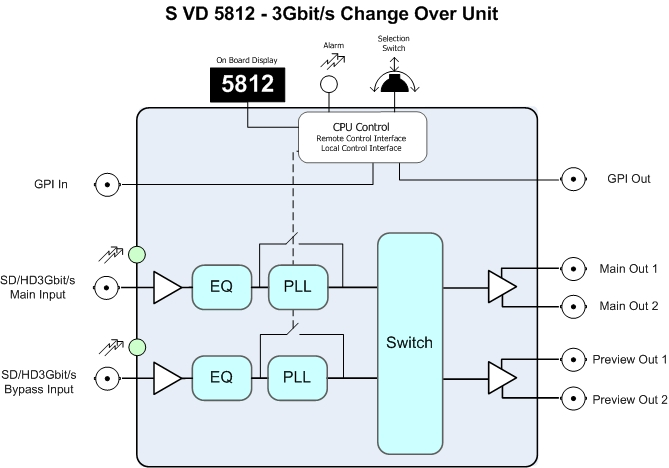 S VD 5812 - 3Gbit/s Change Over Unit
Alarm
Selection
Switch
On Board Display
5812
CPU Control
Remote Control Interface
Local Control Interface
GPI In
GPI Out
SD/HD3Gbit/s
Main Input
EQ
PLL
Main Out 1
Main Out 2
Switch
SD/HD3Gbit/s
Bypass Input
EQ
PLL
Preview Out 1
Preview Out 2